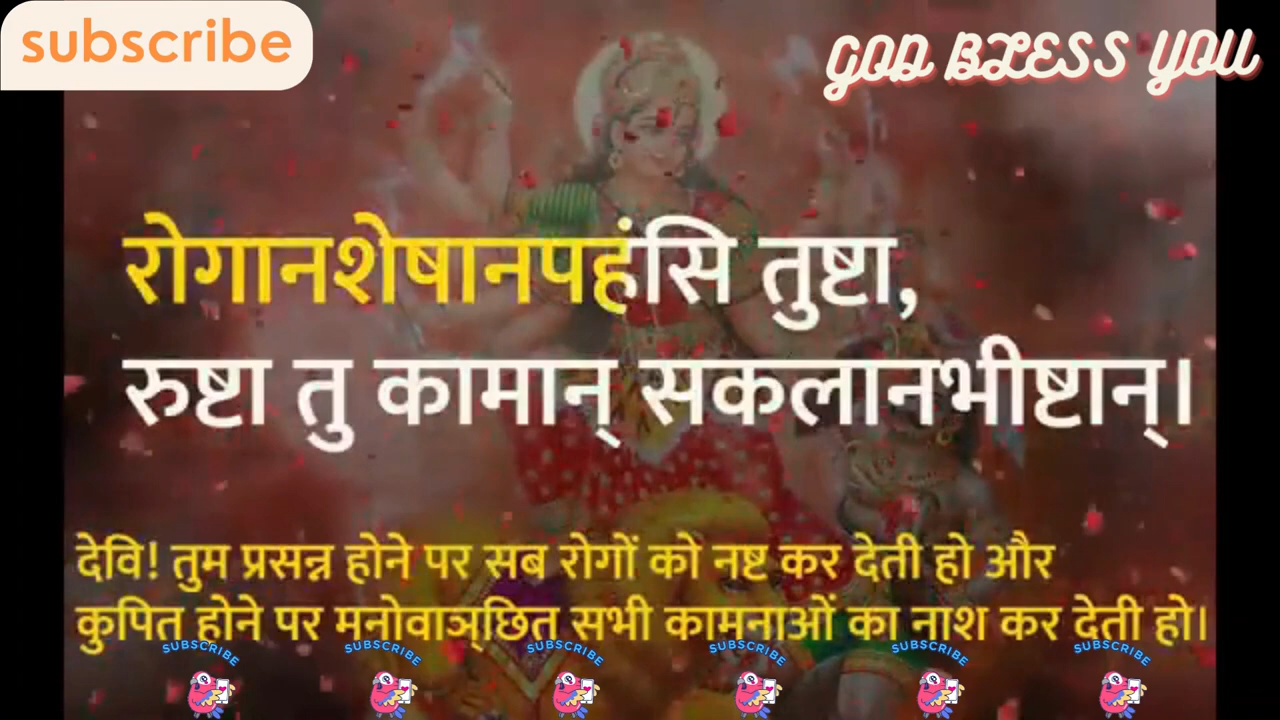 subscribe
GOD BLESS YOU
रोगानशेषानपहंसि तुष्टा,
रुष्टा तु कामान् सकलानभीष्टान्।
देवि! तुम प्रसन्न होने पर सब रोगों को नष्ट कर देती हो और
कुपित होने पर मनोवाञ्छित सभी कामनाओं का नाश कर देती हो।
SUBSCRIBE SUBSCRIBE SUBSCRIBE SUBSCRIBE SUBSCRIBE SUBSCRIBE